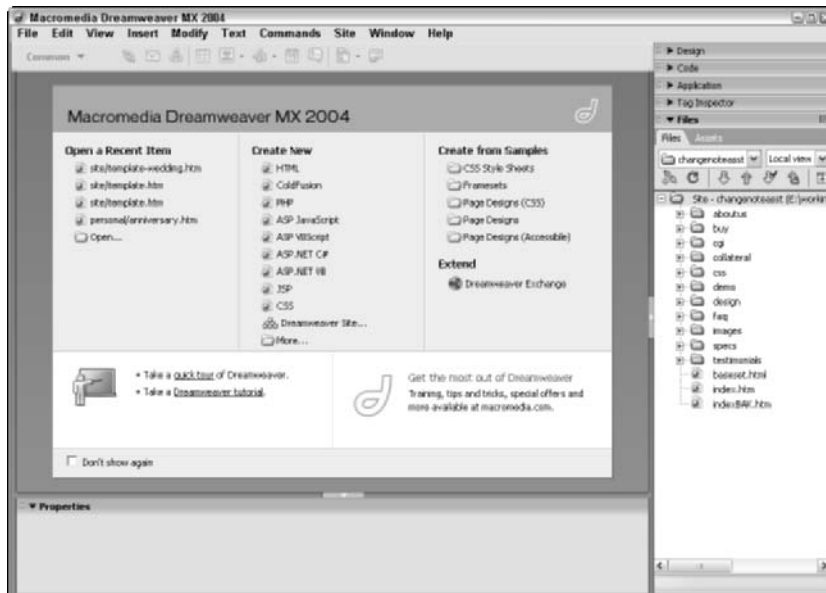 Macromedia Dreamweaver MX 2004
File Edit View Insert Modify Text Commands Site Window Help
Common
Macromedia Dreamweaver MX 2004
Open a Recent Item
site/template-wedding.htm
site/template.htm
site/template.htm
personal/anniversary.htm
Open...
Create New
HTML
ColdFusion
PHP
ASP JavaScript
ASP VBScript
ASP.NET C#
ASP.NET VB
JSP
CSS
Dreamweaver Site...
More...
Create from Samples
CSS Style Sheets
Framesets
Page Designs (CSS)
Page Designs
Page Designs (Accessible)
Extend
Dreamweaver Exchange
• Take a quick tour of Dreamweaver.
• Take a Dreamweaver tutorial.
Get the most out of Dreamweaver
Training, tips and tricks, special offers and
more available at macromedia.com.
Don't show again
Properties
Design
Code
Application
Tag Inspector
Files
Files Assets
changenoteasst Local view
Site - changenoteasst (E:\workin
aboutus
buy
cgi
collateral
css
demo
design
faq
images
specs
testimonials
baseset.html
index.htm
indexBAK.htm